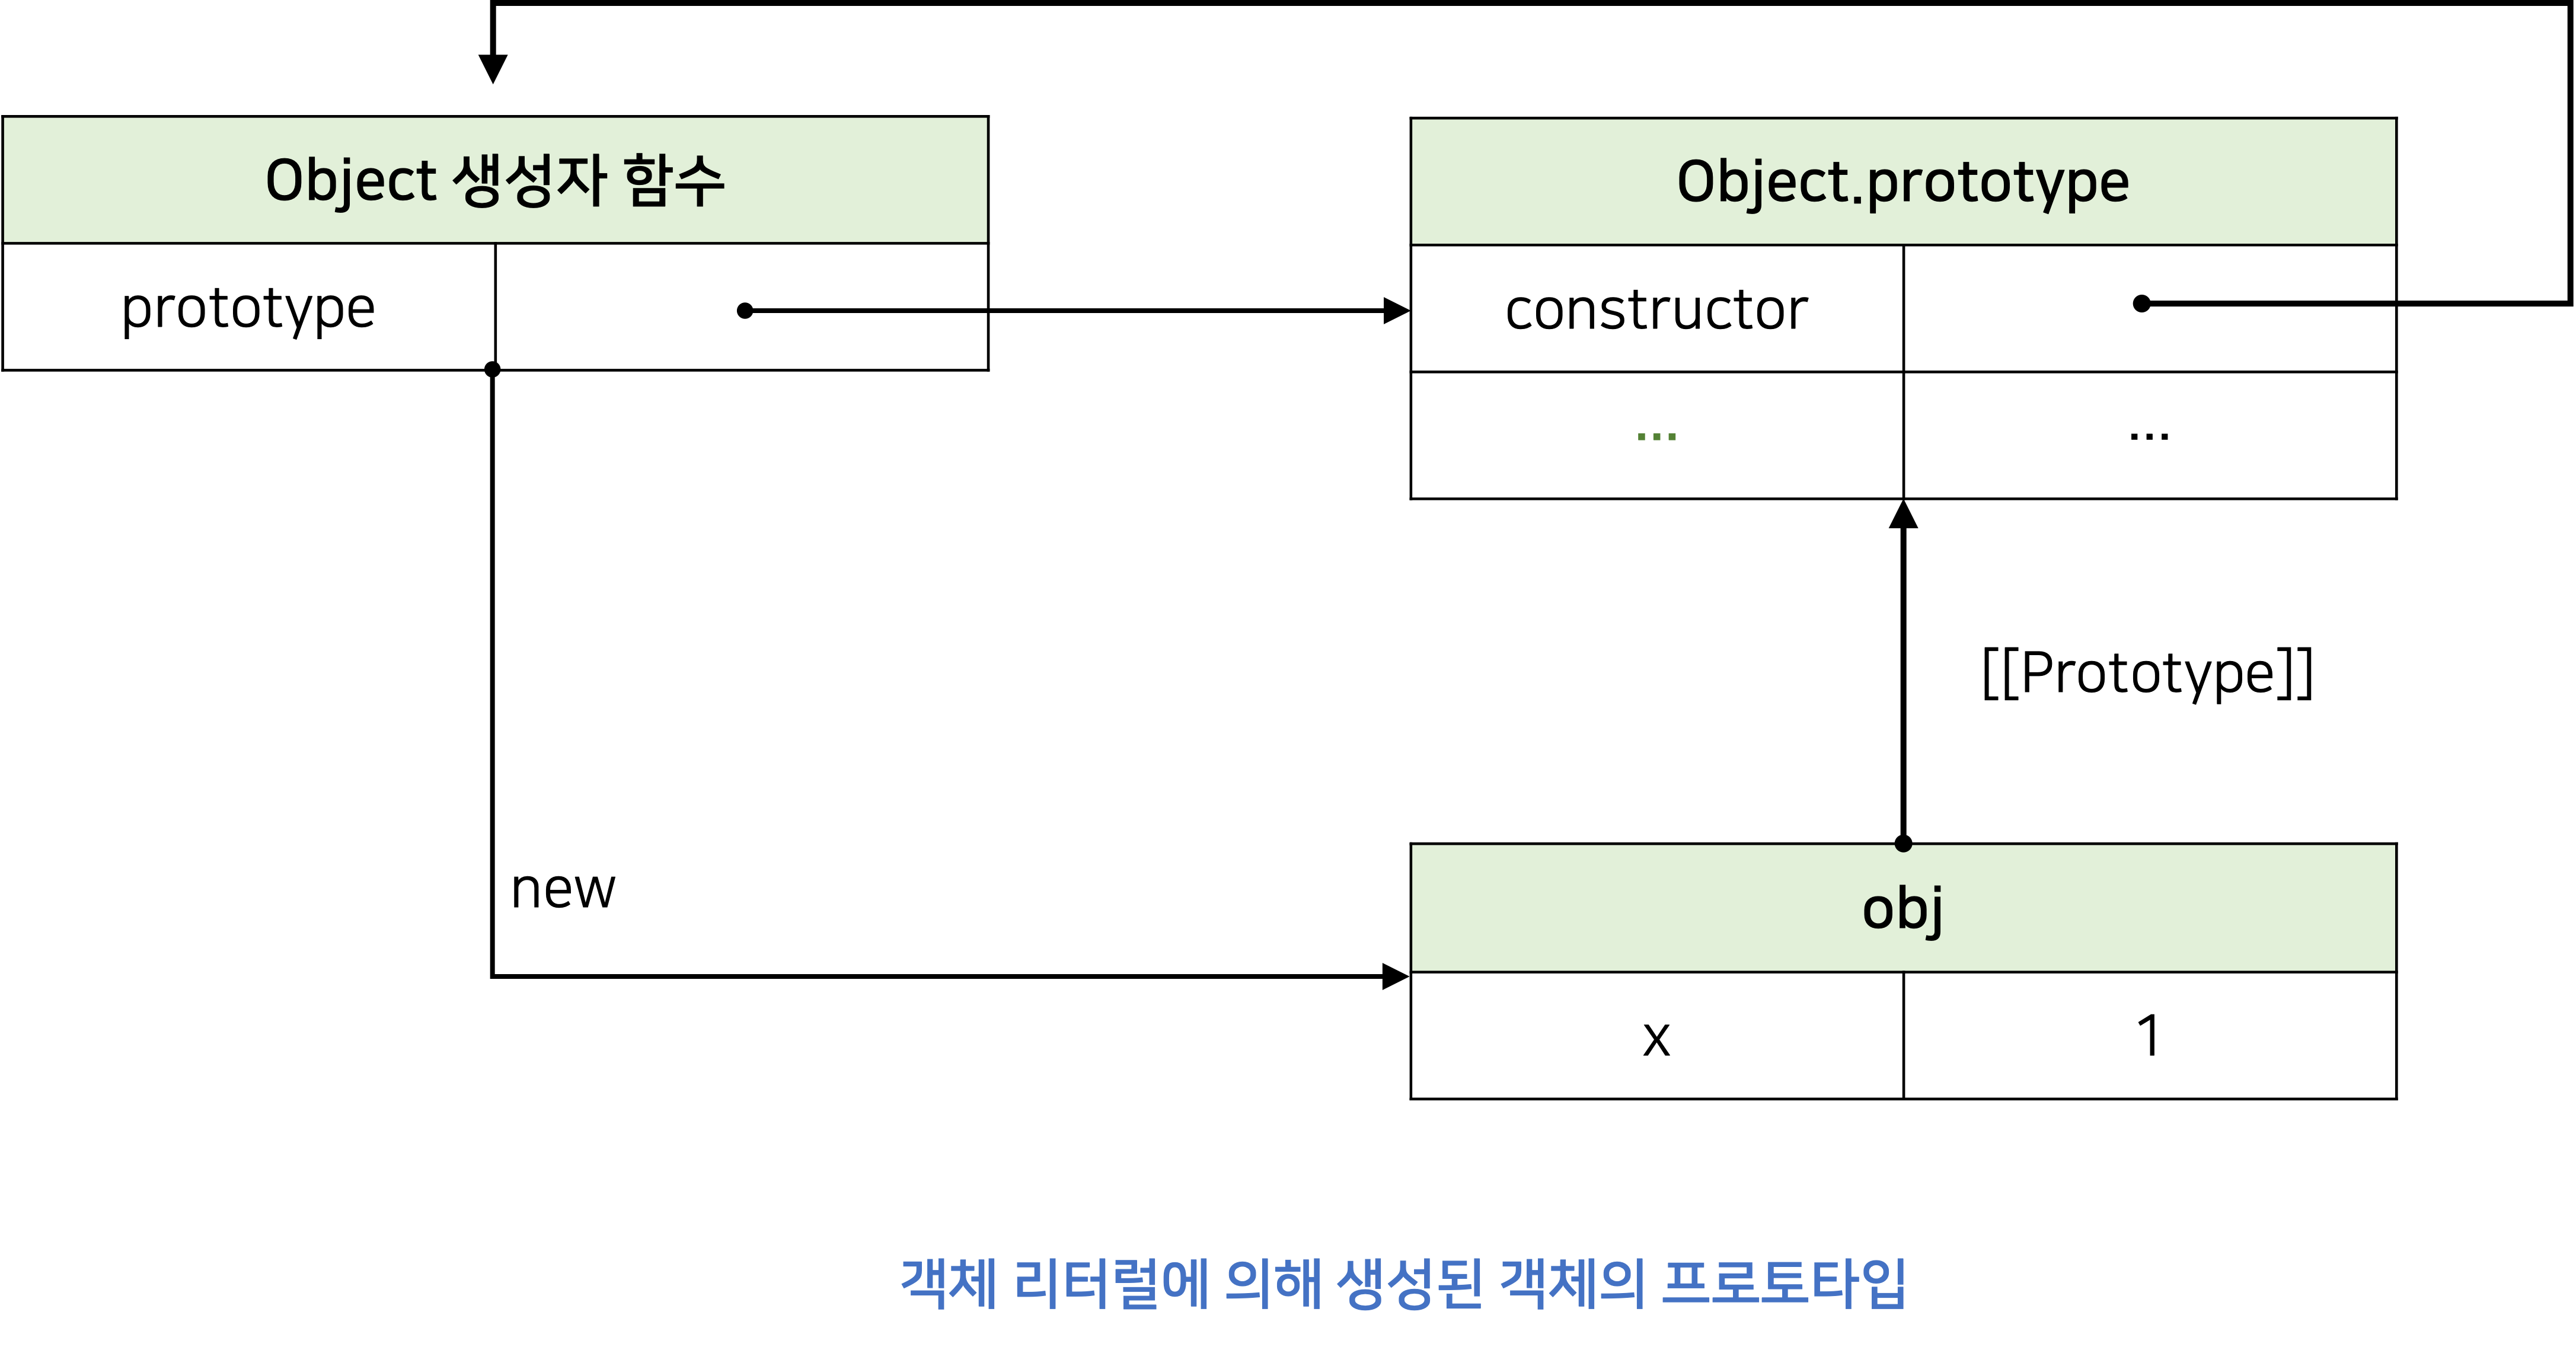 Object 생성자 함수
prototype
Object.prototype
constructor
... ...
[[Prototype]]
new
obj
x 1
객체 리터럴에 의해 생성된 객체의 프로토타입